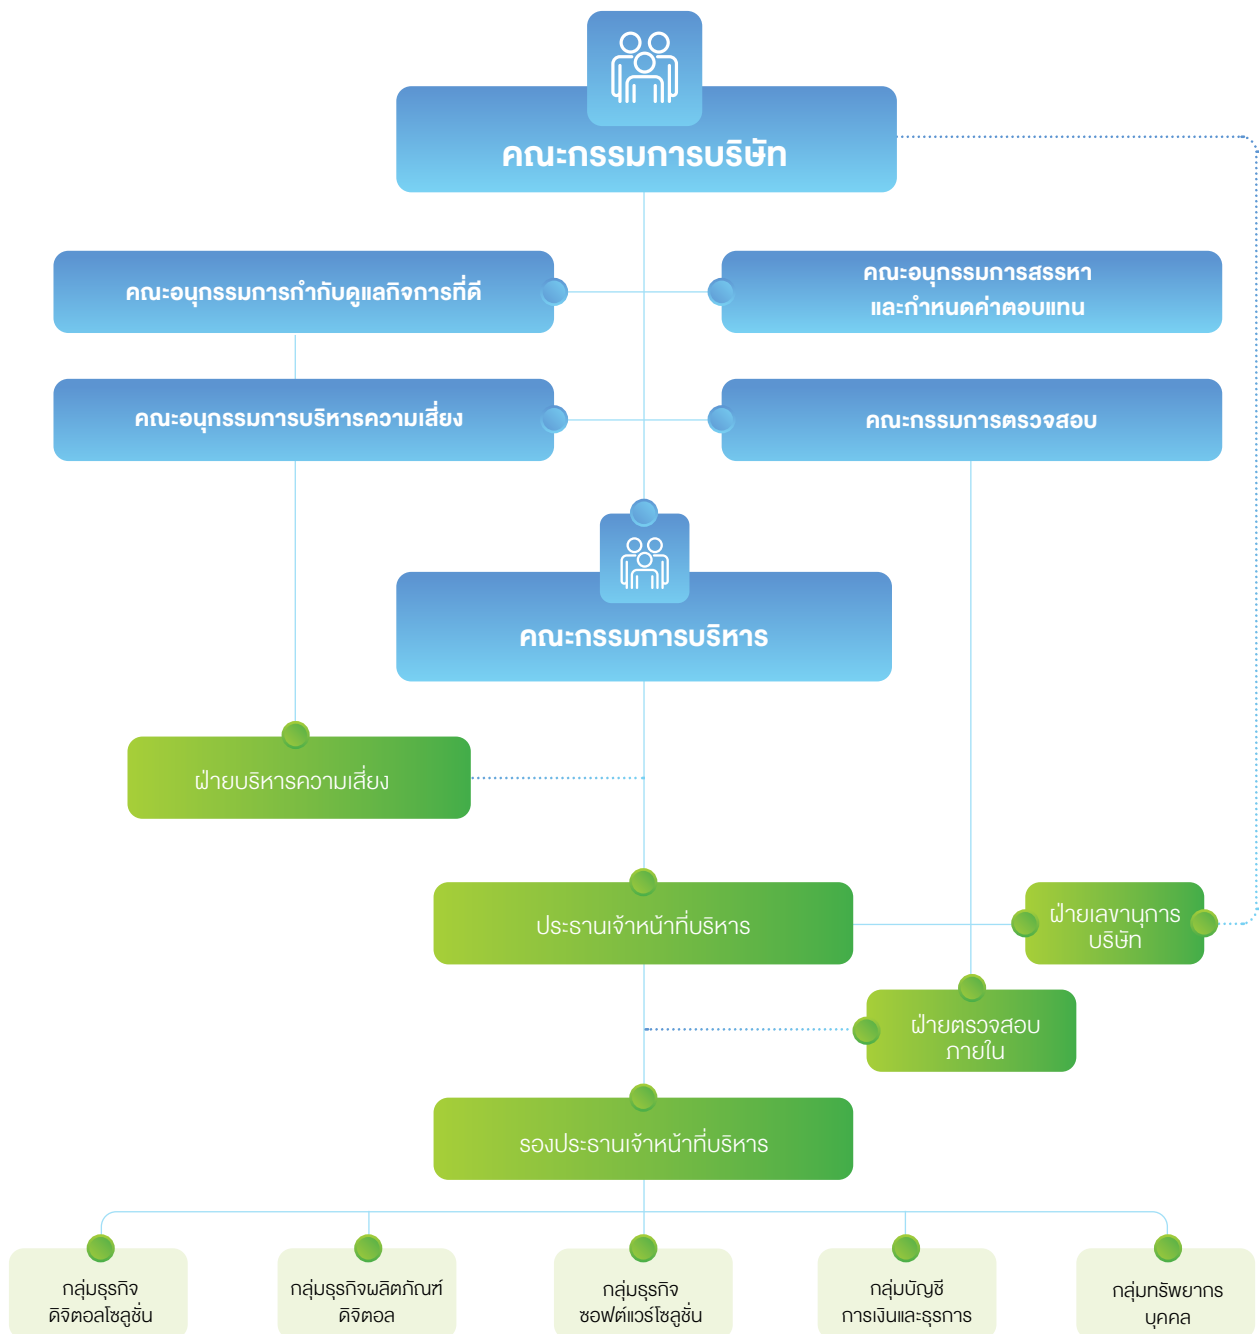 คณะกรรมการบริษัท
คณะอนุกรรมการกำกับดูแลกิจการที่ดี
คณะอนุกรรมการสรรหา
และกำหนดค่าตอบแทน
คณะอนุกรรมการบริหารความเสี่ยง
คณะกรรมการตรวจสอบ
คณะกรรมการบริหาร
ฝ่ายบริหารความเสี่ยง
ประธานเจ้าหน้าที่บริหาร
ฝ่ายเลขานุการ
บริษัท
ฝ่ายตรวจสอบ
ภายใน
รองประธานเจ้าหน้าที่บริหาร
กลุ่มธุรกิจ
ดิจิตอลโซลูชั่น
กลุ่มธุรกิจผลิตภัณฑ์
ดิจิตอล
กลุ่มธุรกิจ
ซอฟต์แวร์โซลูชั่น
กลุ่มบัญชี
การเงินและธุรการ
กลุ่มทรัพยากร
บุคคล